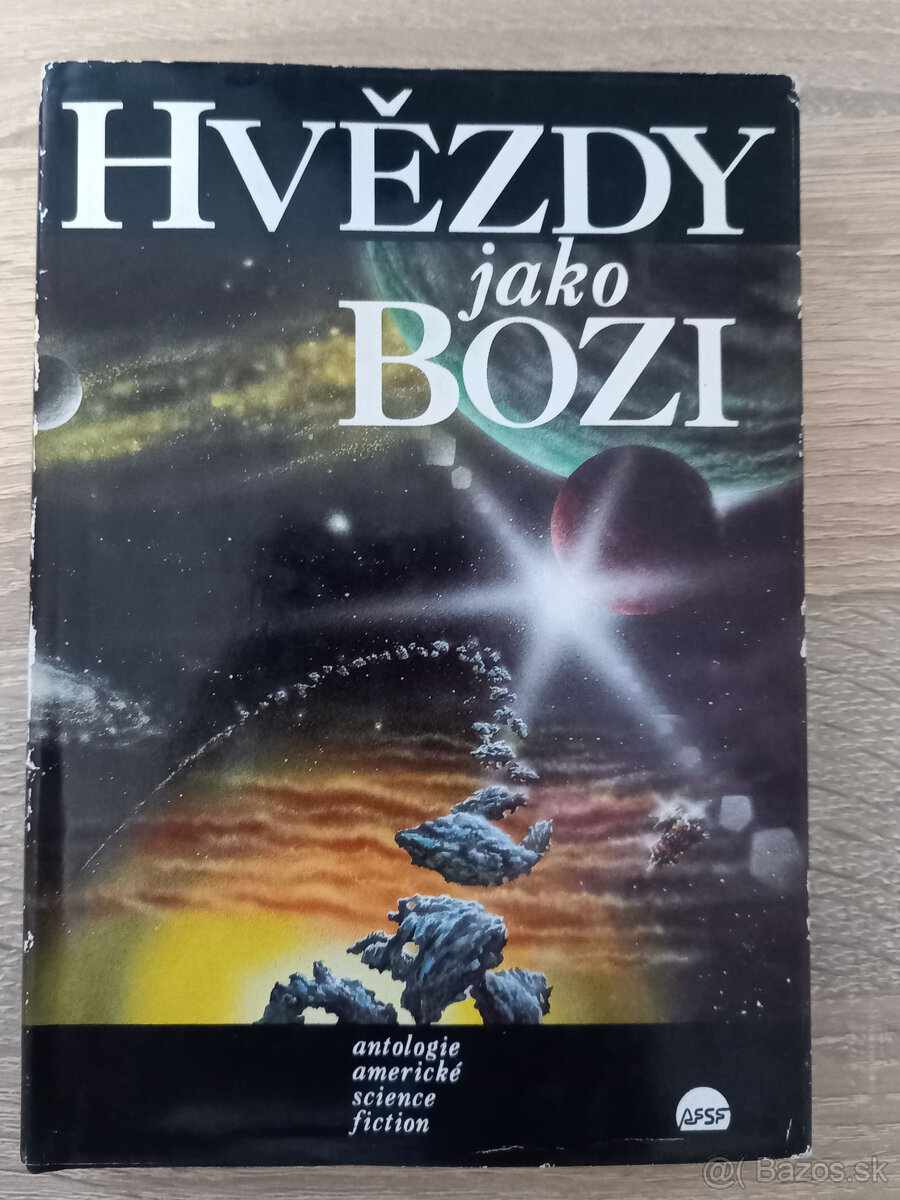 HVĚZDY
jako
BOZI
antologie
americké
science
fiction
AFSF
@( Bazos.sk